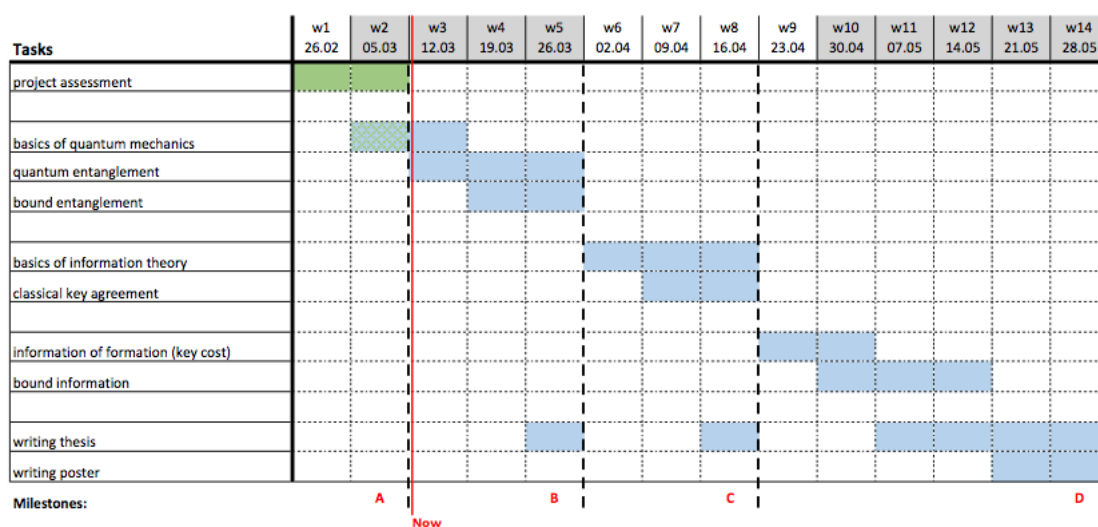 w1 w2 w3 w4 w5 w6 w7 w8 w9 w10 w11 w12 w13 w14
Tasks 26.02 05.03 12.03 19.03 26.03 02.04 09.04 16.04 23.04 30.04 07.05 14.05 21.05 28.05
project assessment
basics of quantum mechanics
quantum entanglement
bound entanglement
basics of information theory
classical key agreement
information of formation (key cost)
bound information
writing thesis
writing poster
Milestones: A B C D
Now